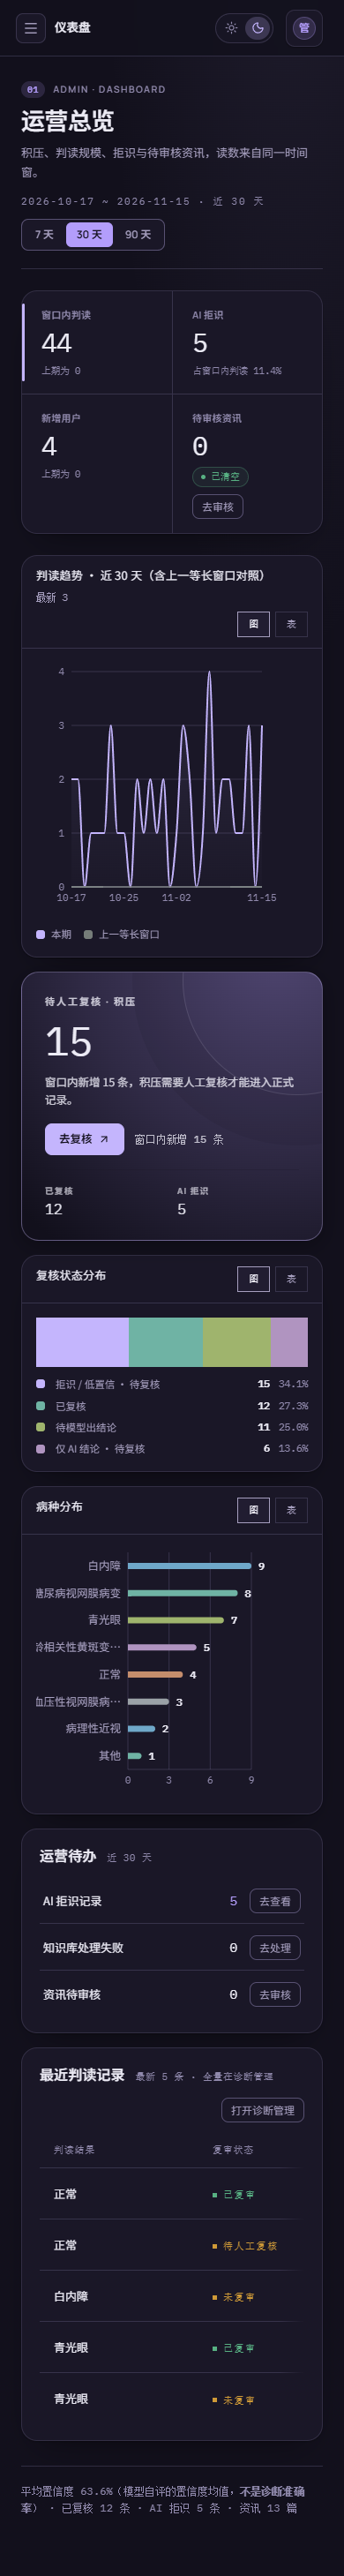 仪表盘
管
01 ADMIN · DASHBOARD
运营总览
积压、判读规模、拒识与待审核资讯，读数来自同一时间
窗。
2026-10-17 ~ 2026-11-15 · 近 30 天
7 天 30 天 90 天
窗口内判读
44
上期为 0
AI 拒识
5
占窗口内判读 11.4%
新增用户
4
上期为 0
待审核资讯
0
已清空
去审核
判读趋势 · 近 30 天（含上一等长窗口对照）
最新 3
图 表
4
3
2
1
0
10-17 10-25 11-02 11-15
本期 上一等长窗口
待人工复核 · 积压
15
窗口内新增 15 条，积压需要人工复核才能进入正式
记录。
去复核 窗口内新增 15 条
已复核 AI 拒识
12 5
复核状态分布
图 表
拒识 / 低置信 · 待复核 15 34.1%
已复核 12 27.3%
待模型出结论 11 25.0%
仅 AI 结论 · 待复核 6 13.6%
病种分布
图 表
白内障 9
糖尿病视网膜病变 8
青光眼 7
龄相关性黄斑变… 5
正常 4
血压性视网膜病… 3
病理性近视 2
其他 1
0 3 6 9
运营待办 近 30 天
AI 拒识记录 5 去查看
知识库处理失败 0 去处理
资讯待审核 0 去审核
最近判读记录 最新 5 条 · 全量在诊断管理
打开诊断管理
判读结果 复审状态
正常 已复审
正常 待人工复核
白内障 未复审
青光眼 已复审
青光眼 未复审
平均置信度 63.6%（模型自评的置信度均值，不是诊断准确
率） · 已复核 12 条 · AI 拒识 5 条 · 资讯 13 篇